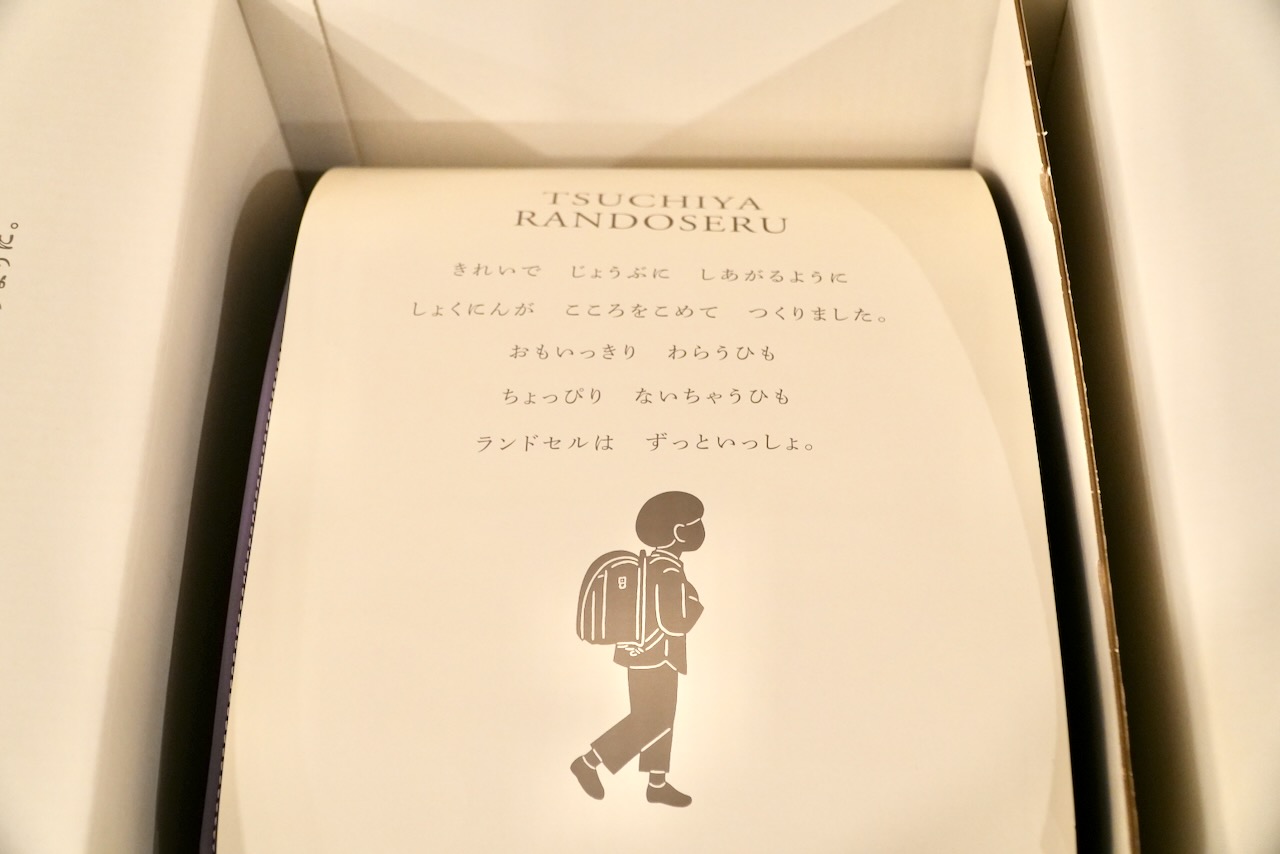 TSUCHIYA
RANDOSERU
きれいで　じょうぶに　しあがるように
しょくにんが　こころをこめて　つくりました。
おもいっきり　わらうひも
ちょっぴり　ないちゃうひも
ランドセルは　ずっといっしょ。